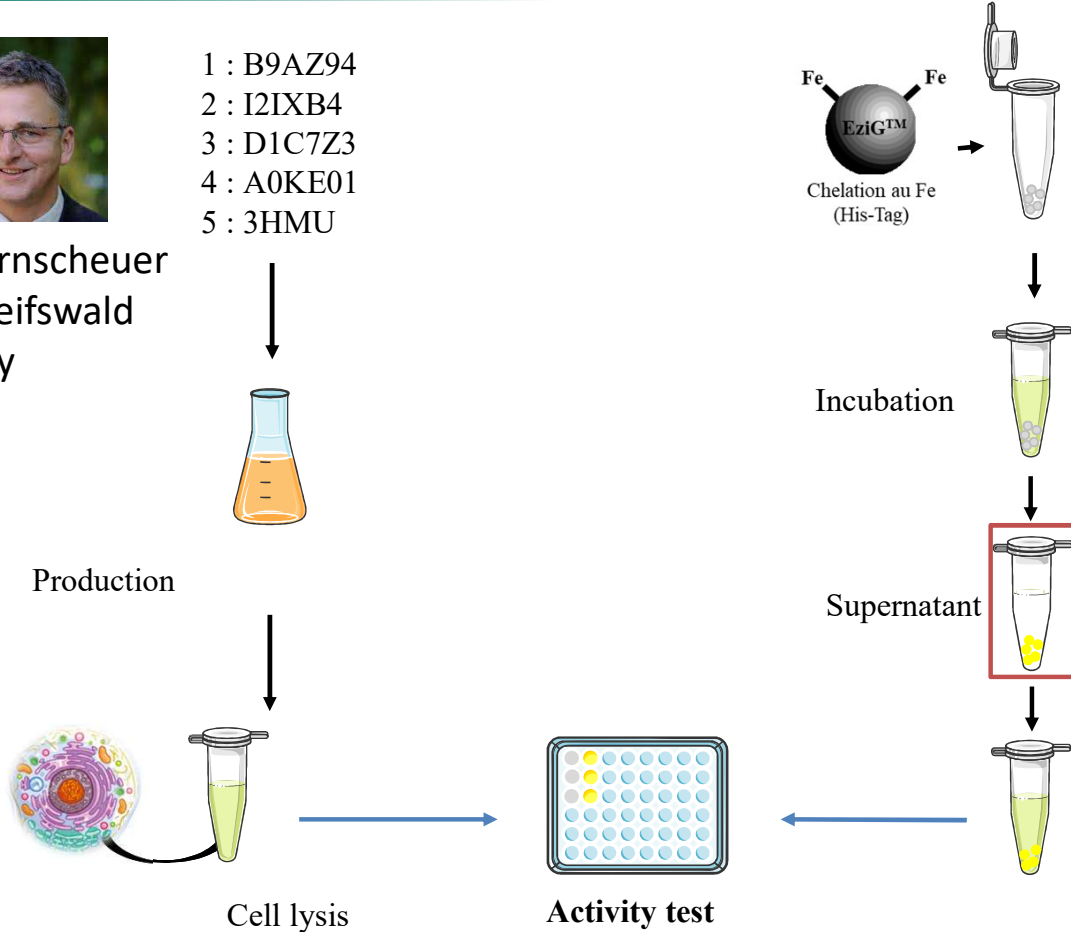 1 : B9AZ94
2 : I2IXB4
3 : D1C7Z3
4 : A0KE01
5 : 3HMU
rnscheuer
eifswald
y
Production
Cell lysis
Activity test
Fe
Fe
EziG™
Chelation au Fe
(His-Tag)
Incubation
Supernatant